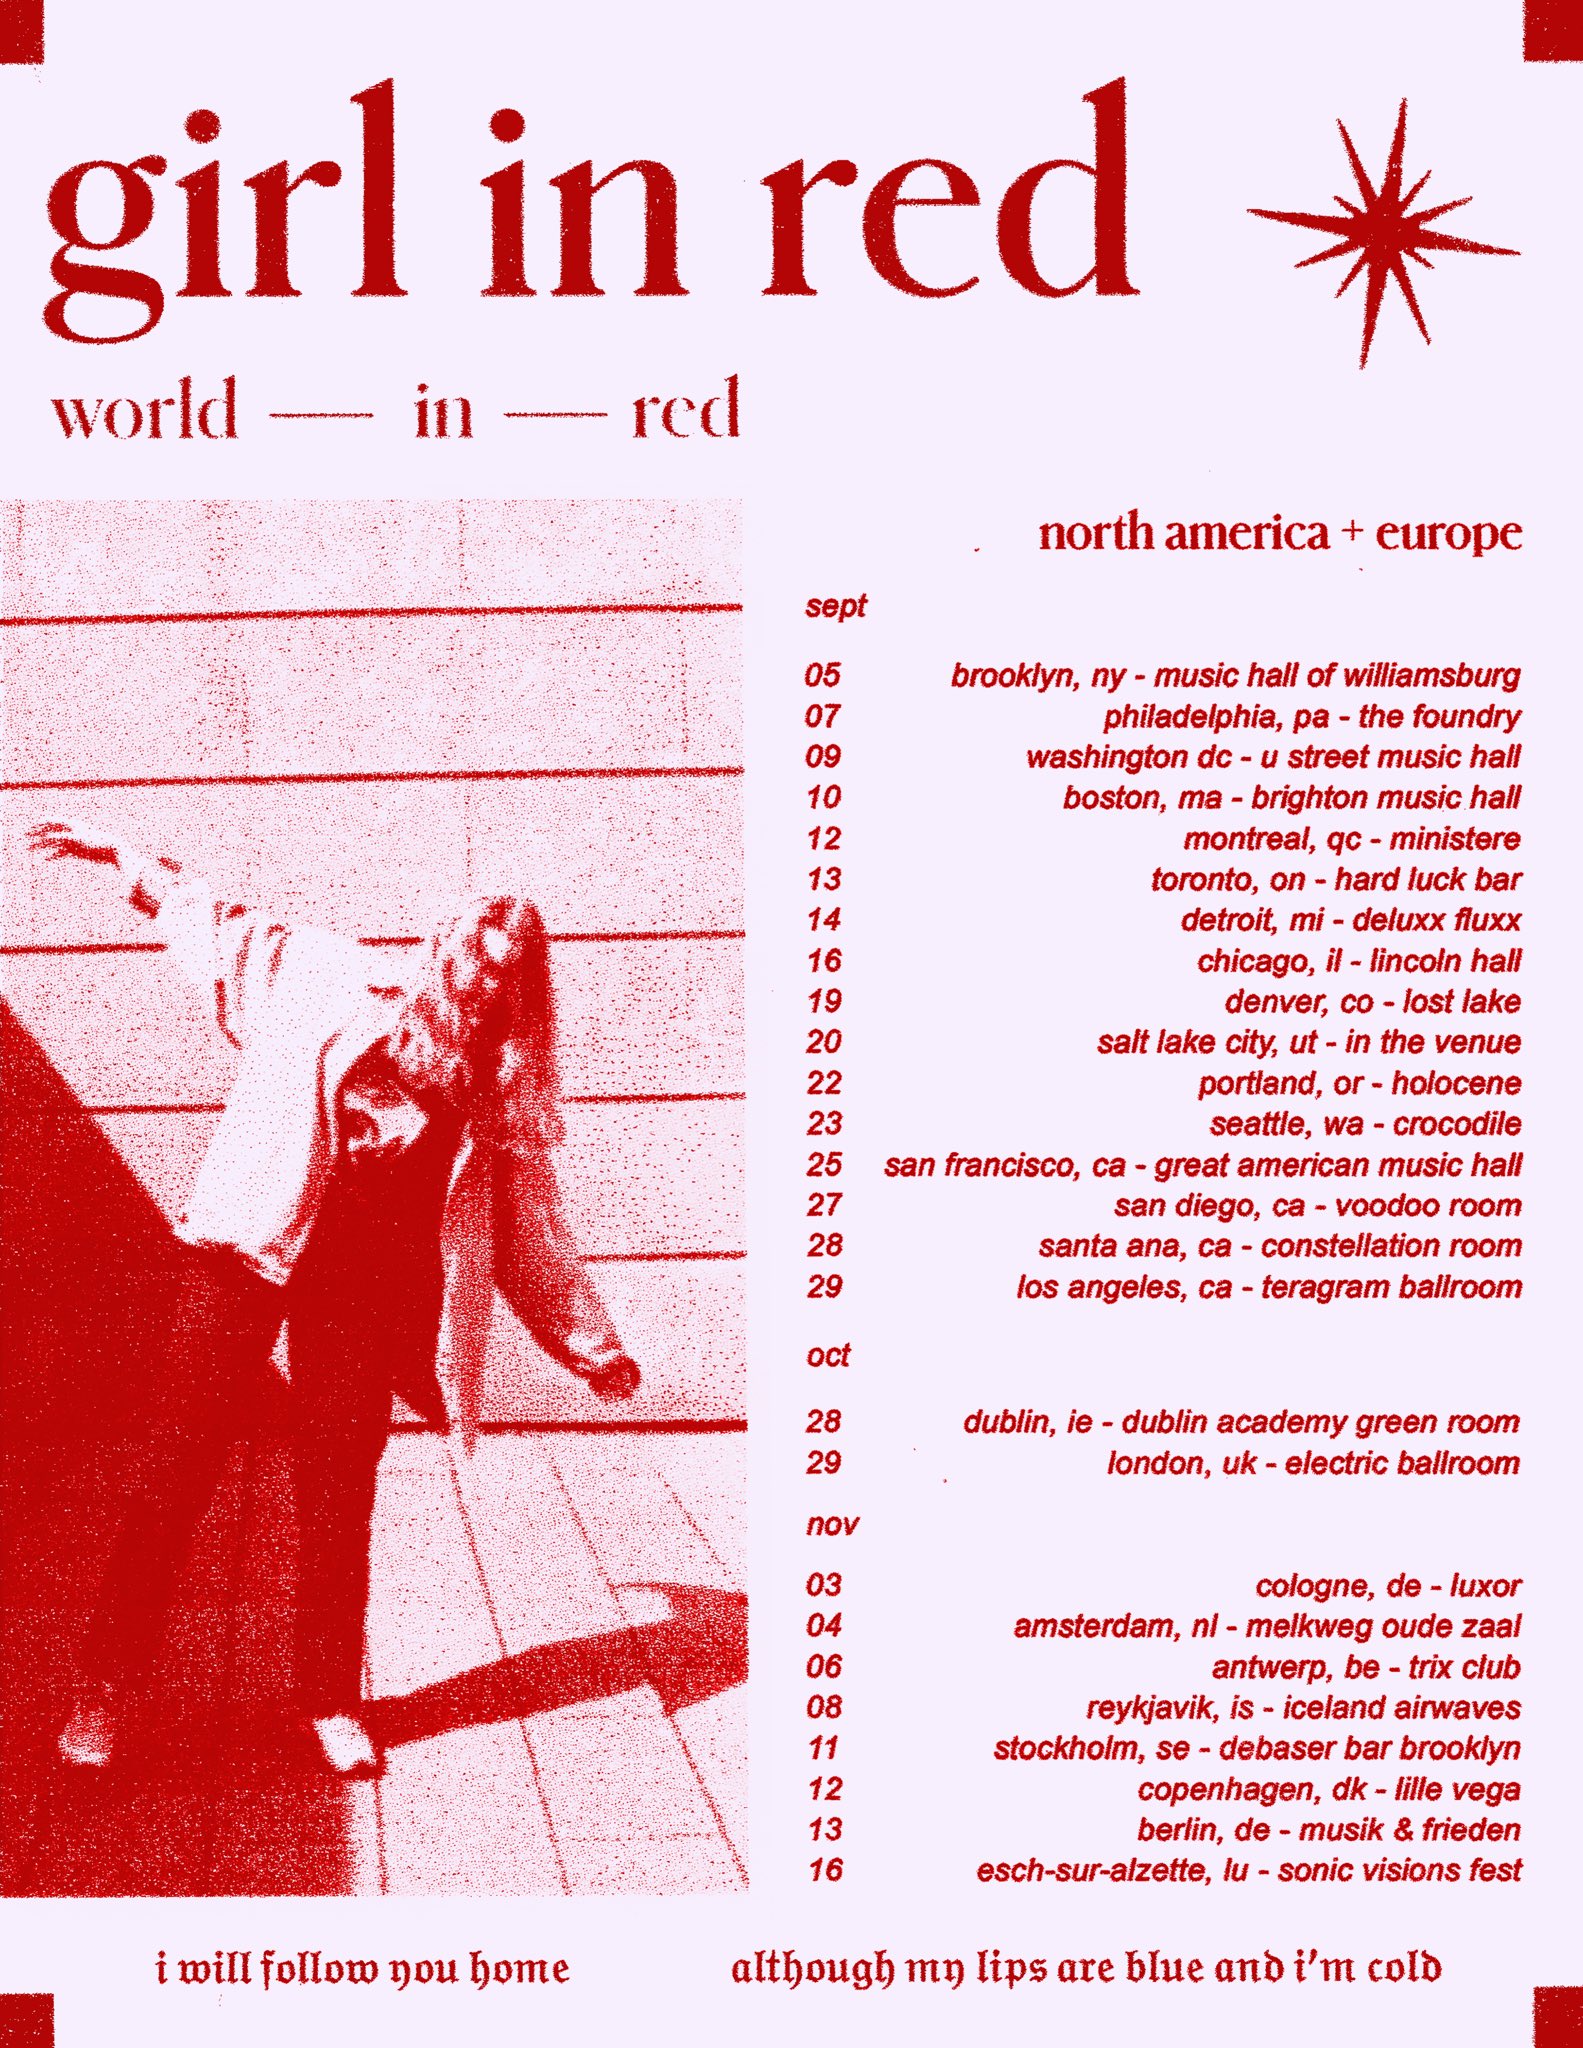 girl in red
world — in — red
north america + europe
sept
05 brooklyn, ny - music hall of williamsburg
07 philadelphia, pa - the foundry
09 washington dc - u street music hall
10 boston, ma - brighton music hall
12 montreal, qc - ministere
13 toronto, on - hard luck bar
14 detroit, mi - deluxx fluxx
16 chicago, il - lincoln hall
19 denver, co - lost lake
20 salt lake city, ut - in the venue
22 portland, or - holocene
23 seattle, wa - crocodile
25 san francisco, ca - great american music hall
27 san diego, ca - voodoo room
28 santa ana, ca - constellation room
29 los angeles, ca - teragram ballroom
oct
28 dublin, ie - dublin academy green room
29 london, uk - electric ballroom
nov
03 cologne, de - luxor
04 amsterdam, nl - melkweg oude zaal
06 antwerp, be - trix club
08 reykjavik, is - iceland airwaves
11 stockholm, se - debaser bar brooklyn
12 copenhagen, dk - lille vega
13 berlin, de - musik & frieden
16 esch-sur-alzette, lu - sonic visions fest
i will follow you home although my lips are blue and i'm cold